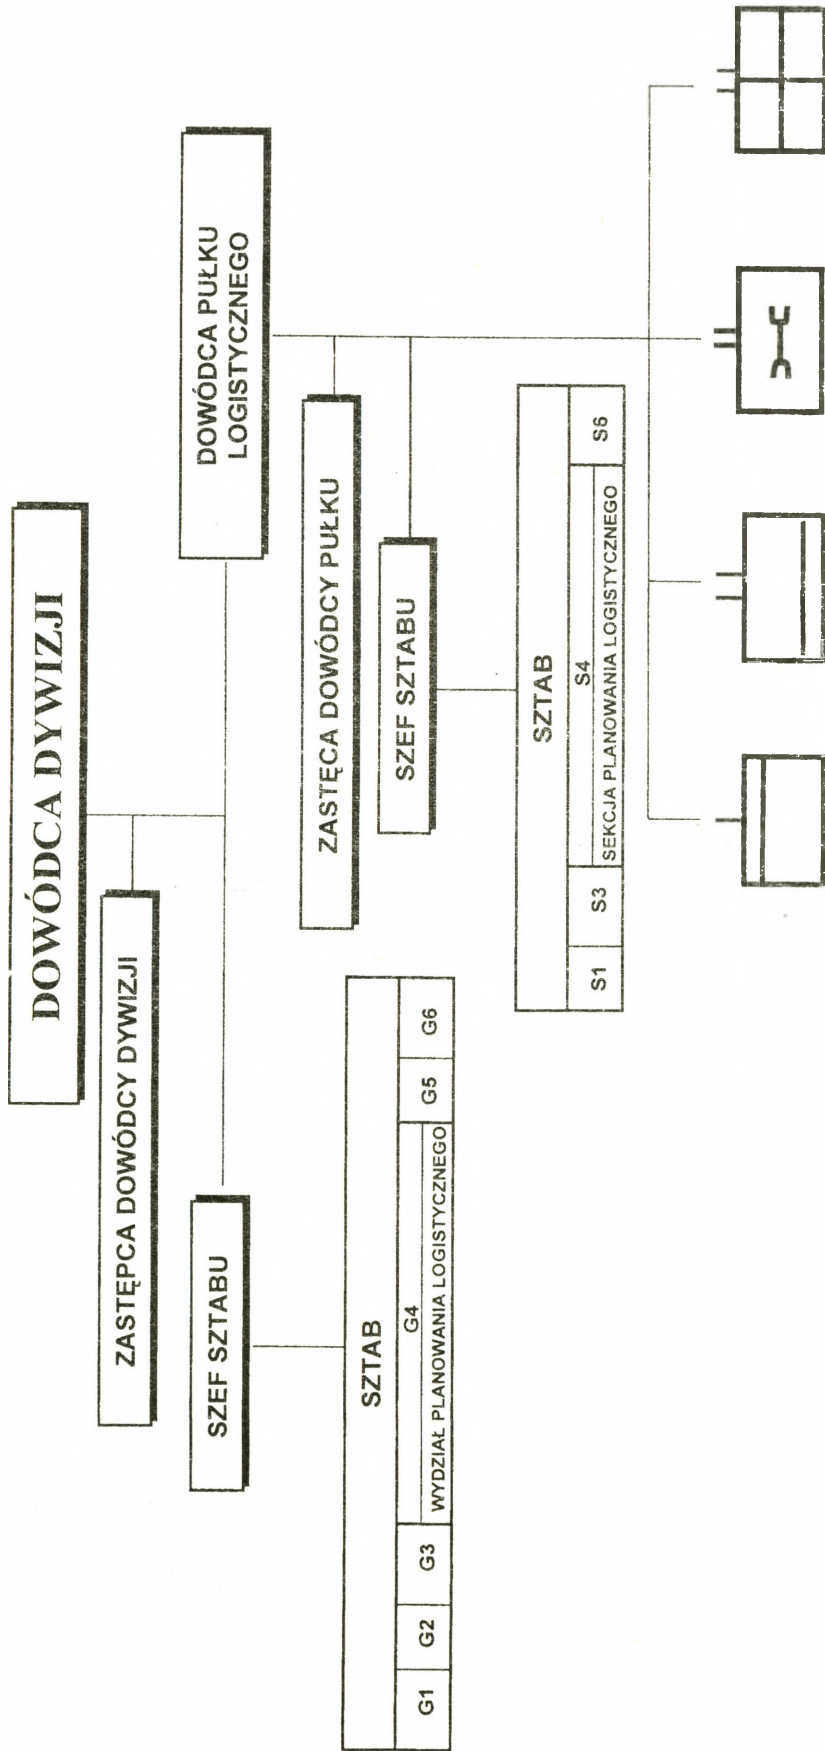 DOWÓDCA DYWIZJI
ZASTĘPCA DOWÓDCY DYWIZJI
SZEF SZTABU
SZTAB
G1 G2 G3 G4 G5 G6
WYDZIAŁ PLANOWANIA LOGISTYCZNEGO
DOWÓDCA PUŁKU
LOGISTYCZNEGO
ZASTĘCA DOWÓDCY PUŁKU
SZEF SZTABU
SZTAB
S1 S3 S4 S6
SEKCJA PLANOWANIA LOGISTYCZNEGO